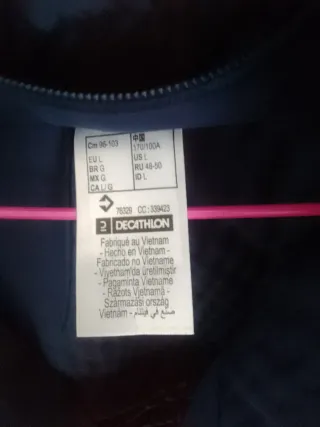 Cm 96-103
EU L
BR G
MX G
CA L/G
中国
170/100A
US L
RU 48-50
ID L
76329 CC: 339423
DECATHLON
Fabriqué au Vietnam
- Hecho en Vietnam -
Fabricado no Vietname
- Viyetnam'da üretilmiştir
- Pagaminta Vietname
- Ražots Vjetnamā -
Származási ország
Vietnám - صنع في فيتنام